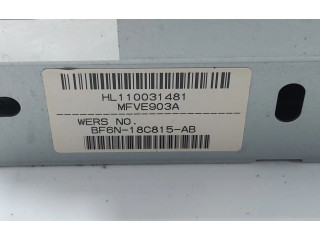 HL110031481
MFVE903A
WERS NO.
BF6N-18C815-AB